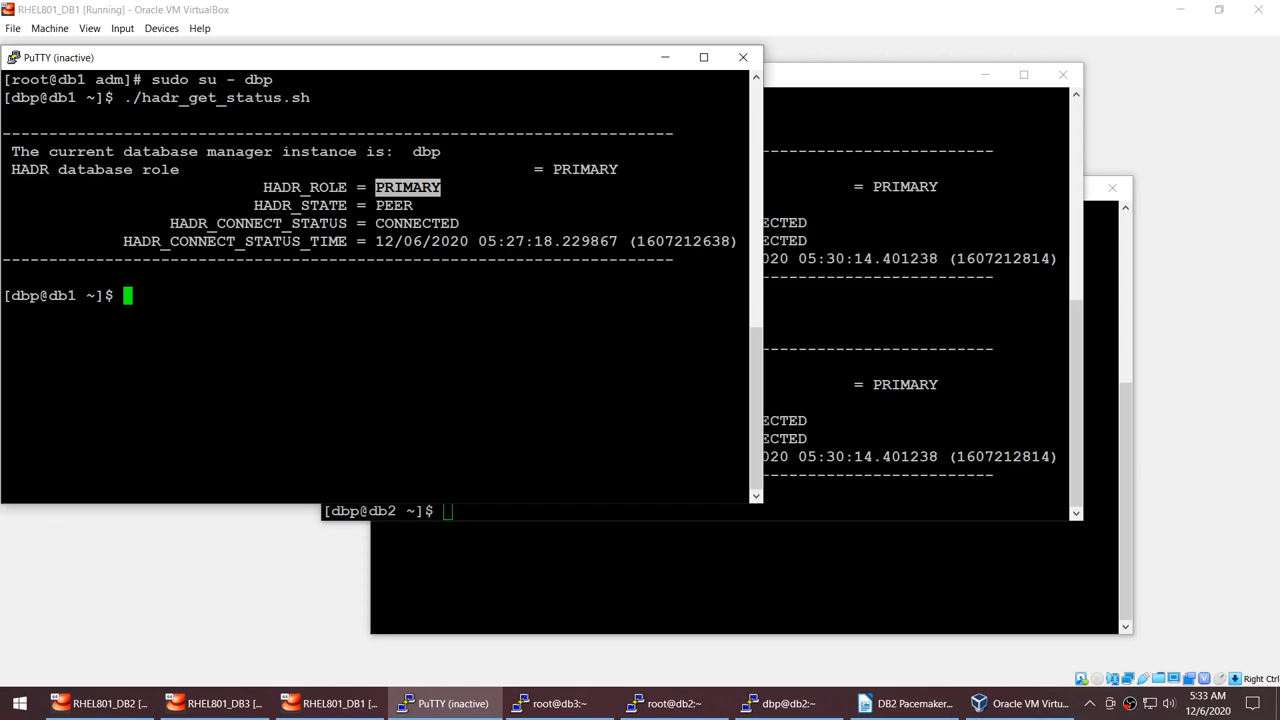 RHEL801_DB1 [Running] - Oracle VM VirtualBox
File Machine View Input Devices Help
PuTTY (inactive)
[root@db1 adm]# sudo su - dbp
[dbp@db1 ~]$ ./hadr_get_status.sh
------------------------------------------------------------------------
The current database manager instance is: dbp
HADR database role = PRIMARY
HADR_ROLE = PRIMARY
HADR_STATE = PEER
HADR_CONNECT_STATUS = CONNECTED
HADR_CONNECT_STATUS_TIME = 12/06/2020 05:27:18.229867 (1607212638)
------------------------------------------------------------------------
[dbp@db1 ~]$
-------------------------
= PRIMARY
ECTED
ECTED
020 05:30:14.401238 (1607212814)
-------------------------
-------------------------
= PRIMARY
ECTED
ECTED
020 05:30:14.401238 (1607212814)
-------------------------
[dbp@db2 ~]$
Right Ctrl
RHEL801_DB2 [...
RHEL801_DB3 [...
RHEL801_DB1 [...
PuTTY (inactive)
root@db3:~
root@db2:~
dbp@db2:~
DB2 Pacemaker...
Oracle VM Virtu...
5:33 AM
12/6/2020